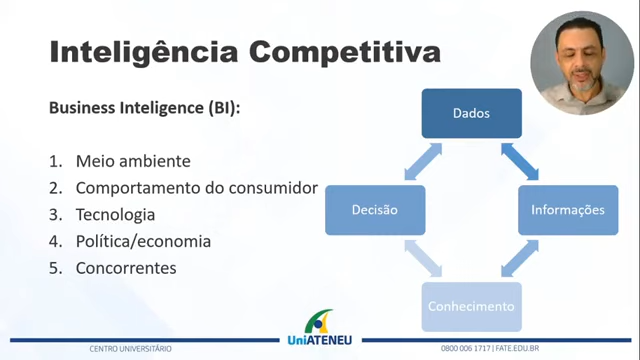 Inteligência Competitiva
Business Inteligence (BI):
1. Meio ambiente
2. Comportamento do consumidor
3. Tecnologia
4. Política/economia
5. Concorrentes
Dados
Decisão
Informações
Conhecimento
CENTRO UNIVERSITÁRIO
UniATENEU
0800 006 1717 | FATE.EDU.BR